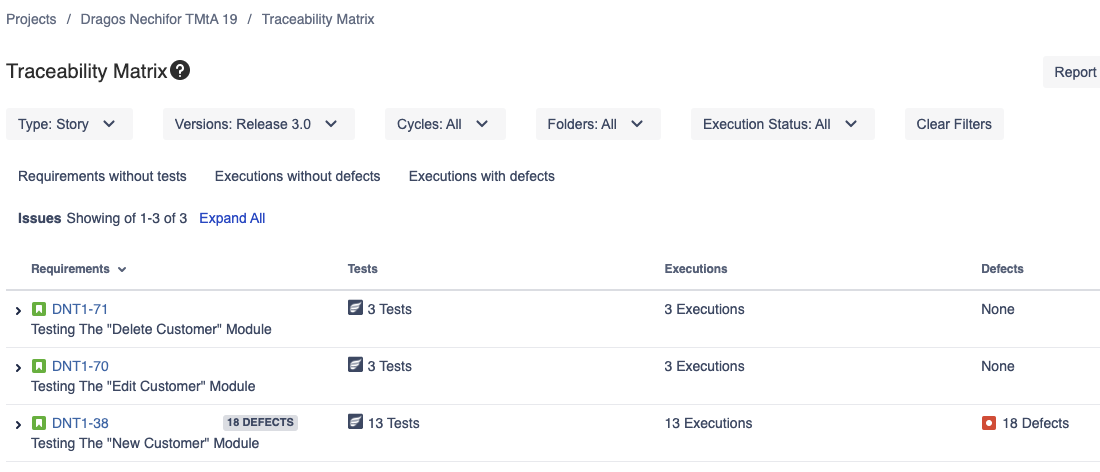 Projects / Dragos Nechifor TMtA 19 / Traceability Matrix
Traceability Matrix ?
Report
Type: Story Versions: Release 3.0 Cycles: All Folders: All Execution Status: All Clear Filters
Requirements without tests Executions without defects Executions with defects
Issues Showing of 1-3 of 3 Expand All
Requirements Tests Executions Defects
DNT1-71 3 Tests 3 Executions None
Testing The "Delete Customer" Module
DNT1-70 3 Tests 3 Executions None
Testing The "Edit Customer" Module
DNT1-38 18 DEFECTS 13 Tests 13 Executions 18 Defects
Testing The "New Customer" Module